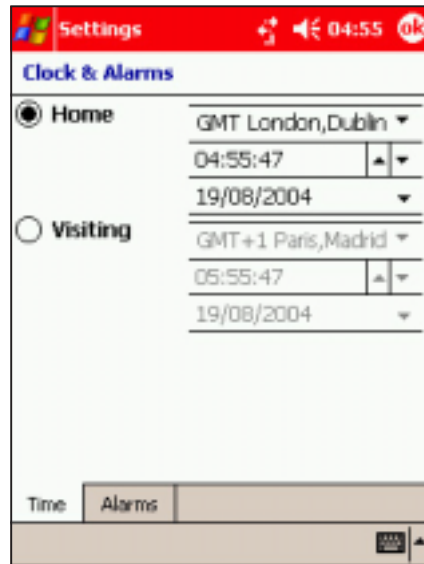 Settings 04:55 ok
Clock & Alarms
Home
GMT London,Dublin
04:55:47
19/08/2004
Visiting
GMT+1 Paris,Madrid
05:55:47
19/08/2004
Time Alarms